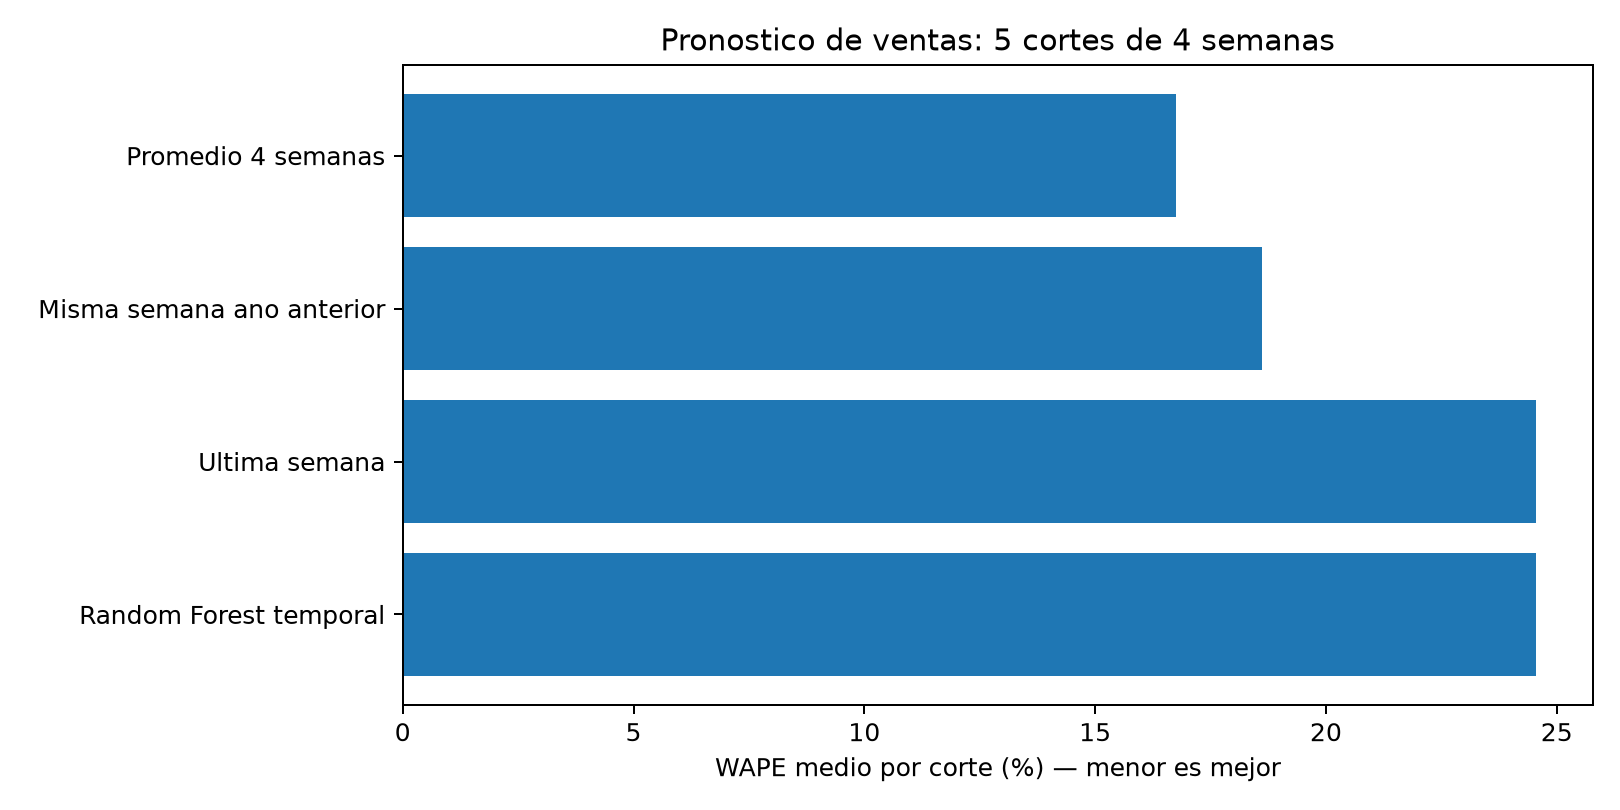 Pronostico de ventas: 5 cortes de 4 semanas
Promedio 4 semanas
Misma semana ano anterior
Ultima semana
Random Forest temporal
0 5 10 15 20 25
WAPE medio por corte (%) — menor es mejor